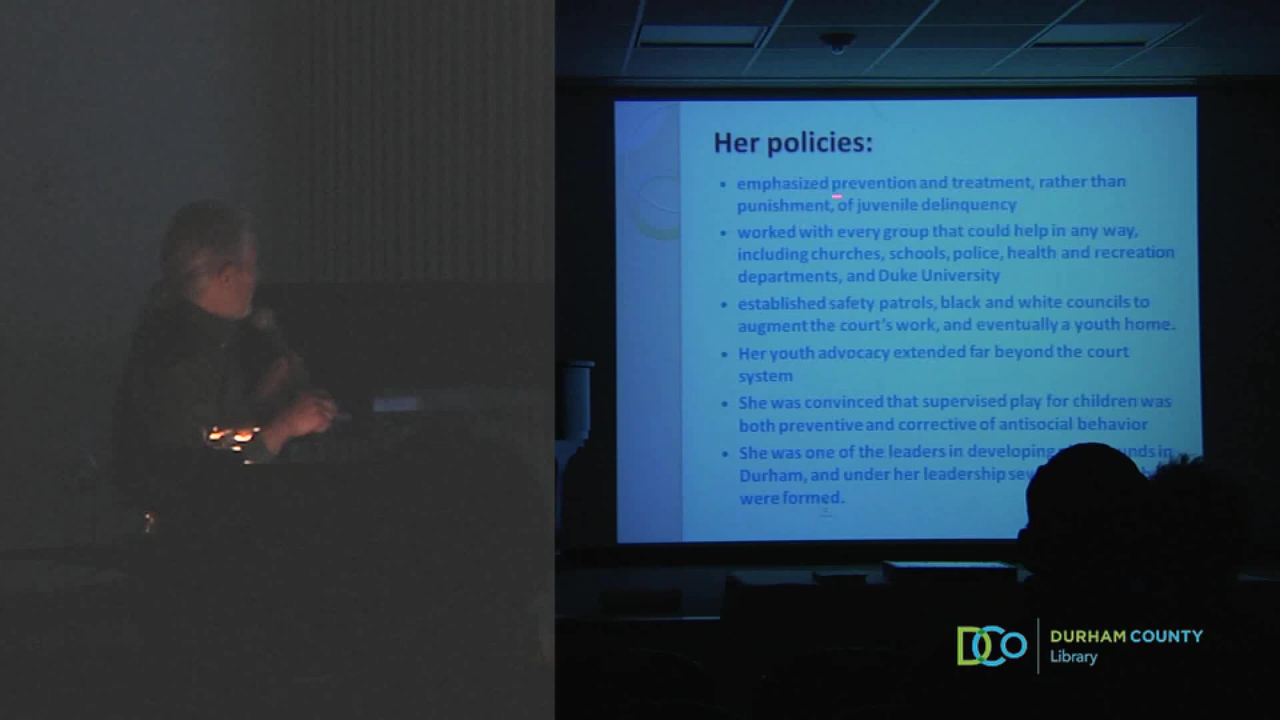 Her policies:
• emphasized prevention and treatment, rather than
punishment, of juvenile delinquency
• worked with every group that could help in any way,
including churches, schools, police, health and recreation
departments, and Duke University
• established safety patrols, black and white councils to
augment the court's work, and eventually a youth home.
• Her youth advocacy extended far beyond the court
system
• She was convinced that supervised play for children was
both preventive and corrective of antisocial behavior
• She was one of the leaders in developing in
Durham, and under her leadership
were formed.
DCo
DURHAM COUNTY
Library